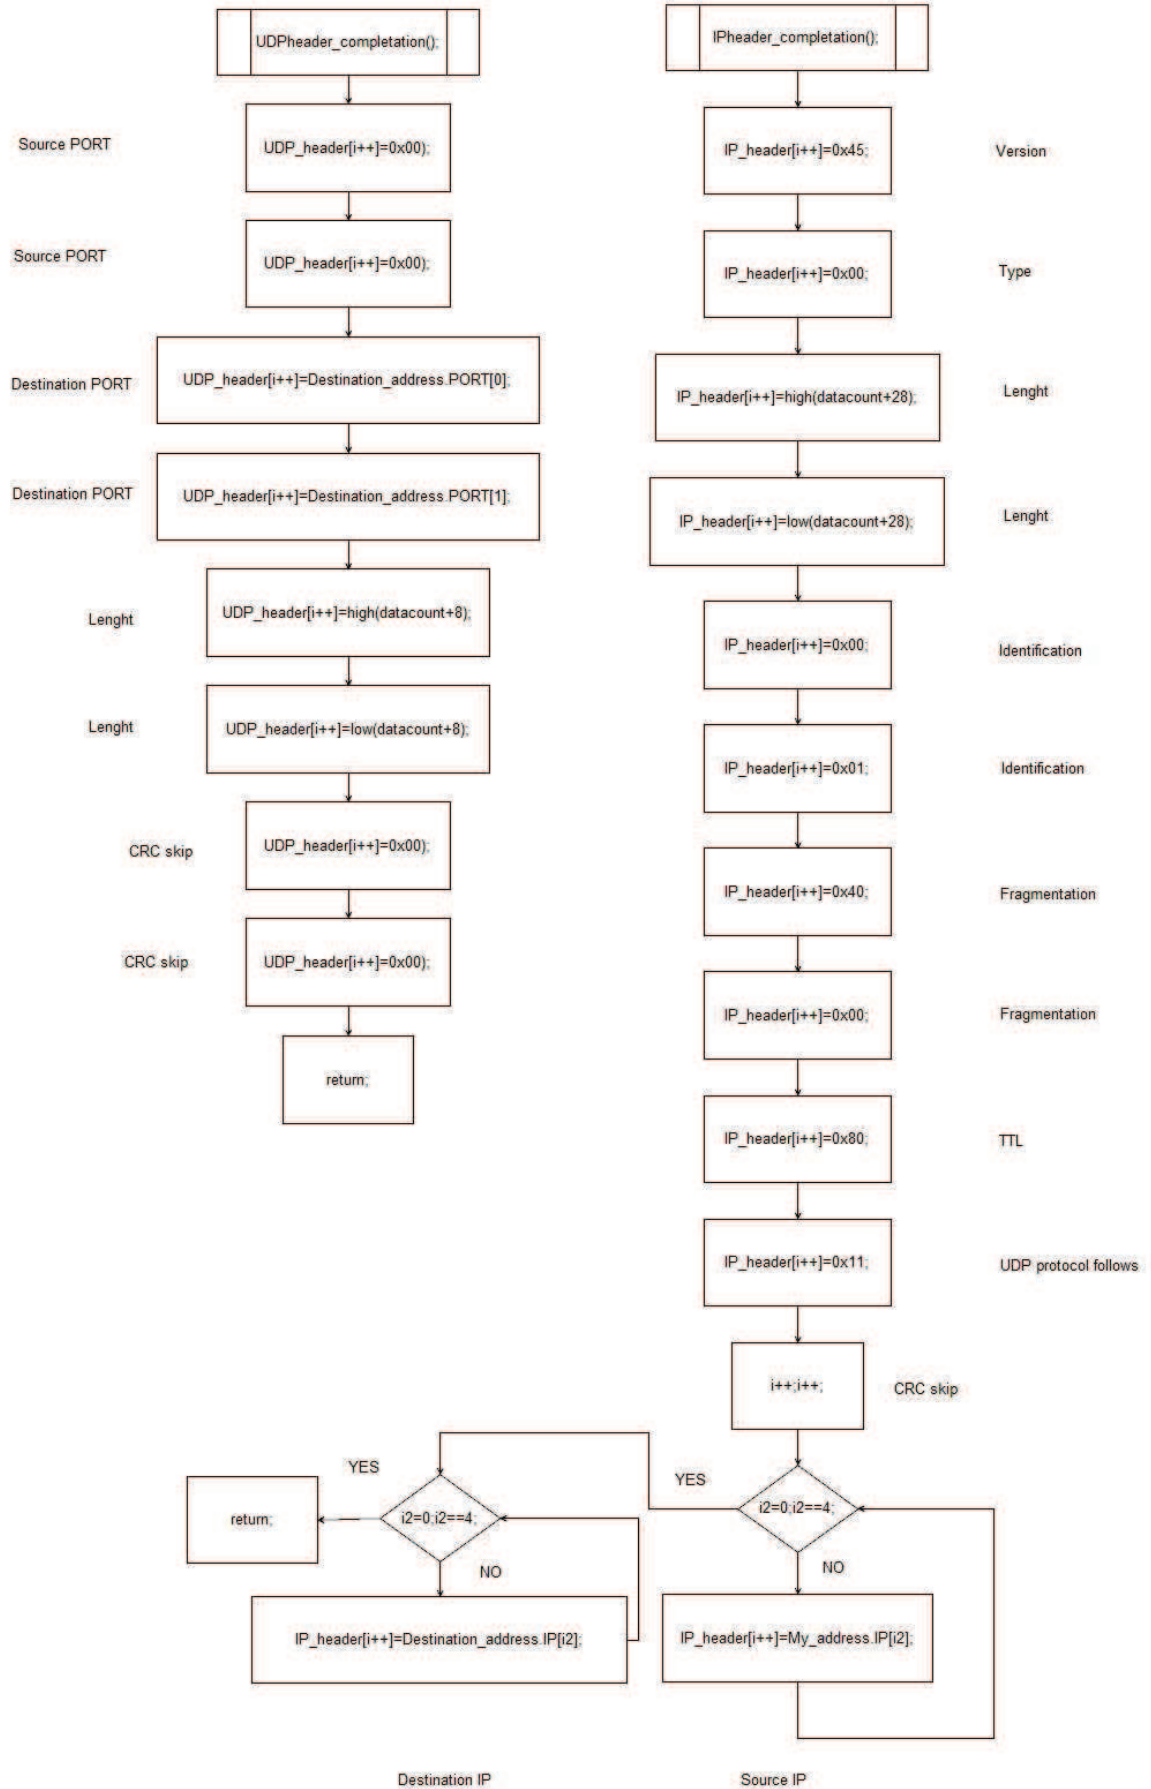 UDPheader_completation();
Source PORT
UDP_header[i++]=0x00);
Source PORT
UDP_header[i++]=0x00);
Destination PORT
UDP_header[i++]=Destination_address.PORT[0];
Destination PORT
UDP_header[i++]=Destination_address.PORT[1];
Lenght
UDP_header[i++]=high(datacount+8);
Lenght
UDP_header[i++]=low(datacount+8);
CRC skip
UDP_header[i++]=0x00);
CRC skip
UDP_header[i++]=0x00);
return;
IPheader_completation();
IP_header[i++]=0x45;
Version
IP_header[i++]=0x00;
Type
IP_header[i++]=high(datacount+28);
Lenght
IP_header[i++]=low(datacount+28);
Lenght
IP_header[i++]=0x00;
Identification
IP_header[i++]=0x01;
Identification
IP_header[i++]=0x40;
Fragmentation
IP_header[i++]=0x00;
Fragmentation
IP_header[i++]=0x80;
TTL
IP_header[i++]=0x11;
UDP protocol follows
i++;i++;
CRC skip
i2=0;i2==4;
YES
NO
IP_header[i++]=My_address.IP[i2];
Source IP
i2=0;i2==4;
YES
return;
NO
IP_header[i++]=Destination_address.IP[i2];
Destination IP